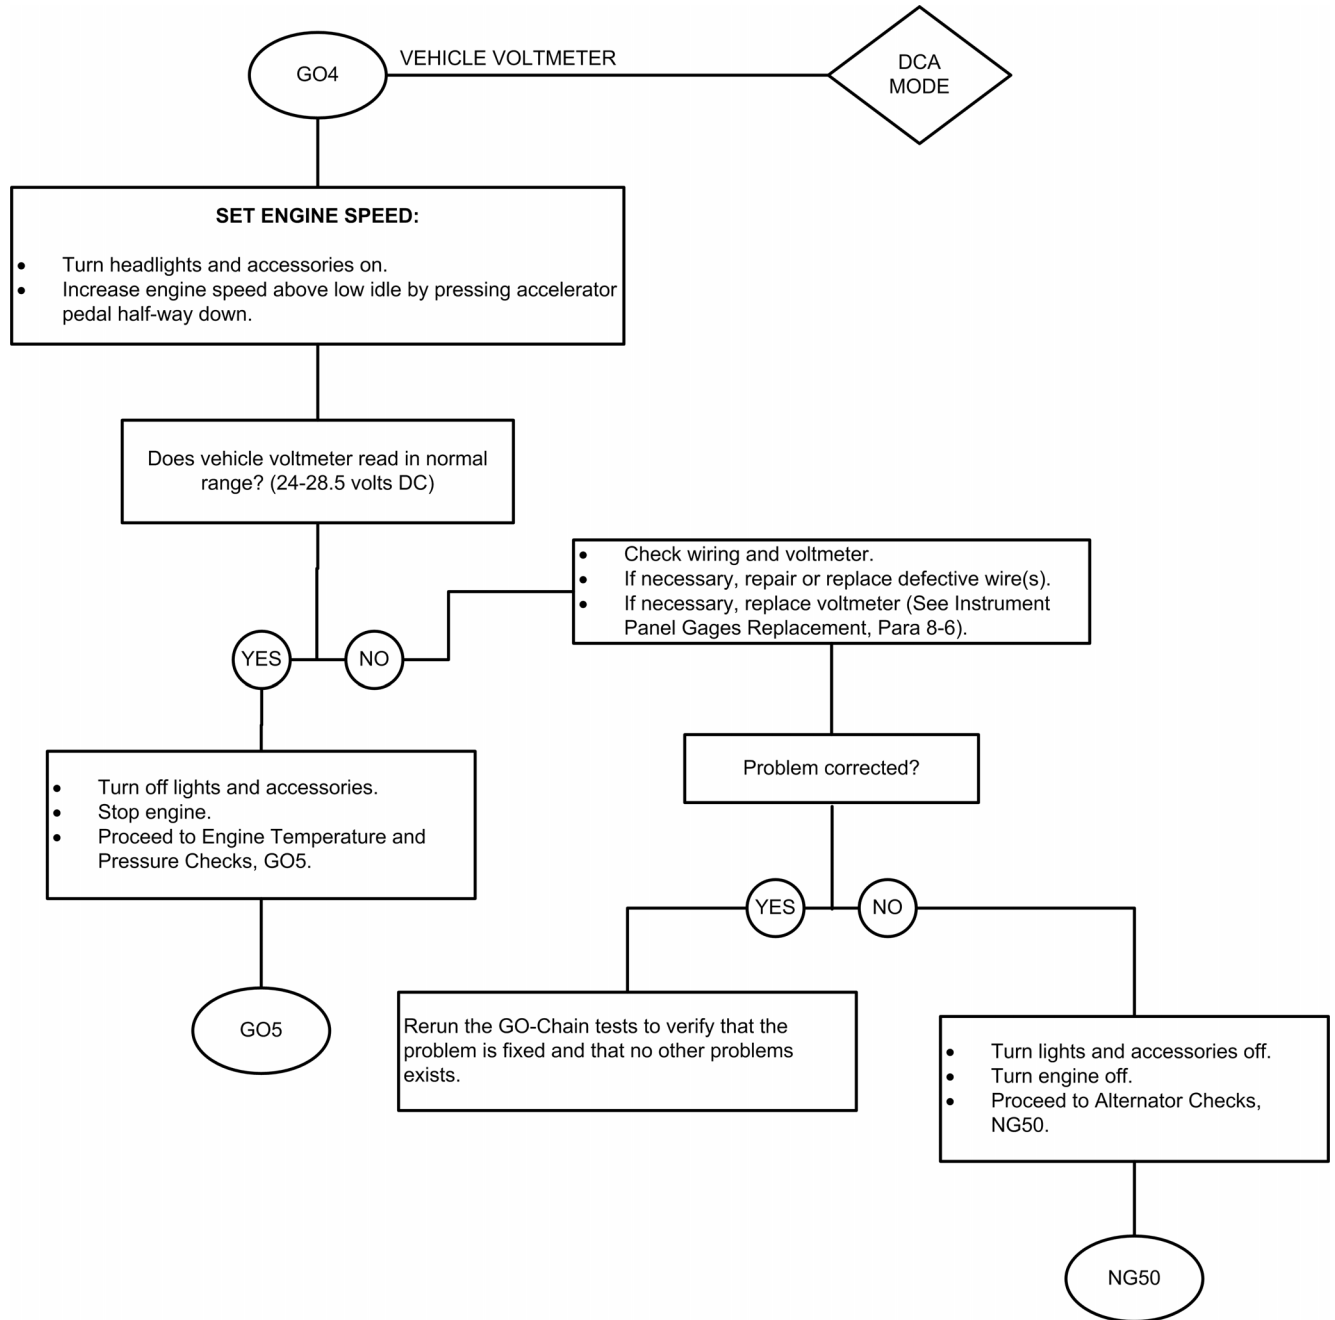 GO4
VEHICLE VOLTMETER
DCA
MODE
SET ENGINE SPEED:
• Turn headlights and accessories on.
• Increase engine speed above low idle by pressing accelerator
pedal half-way down.
Does vehicle voltmeter read in normal
range? (24-28.5 volts DC)
• Check wiring and voltmeter.
• If necessary, repair or replace defective wire(s).
• If necessary, replace voltmeter (See Instrument
Panel Gages Replacement, Para 8-6).
YES
NO
• Turn off lights and accessories.
• Stop engine.
• Proceed to Engine Temperature and
Pressure Checks, GO5.
Problem corrected?
YES
NO
GO5
Rerun the GO-Chain tests to verify that the
problem is fixed and that no other problems
exists.
• Turn lights and accessories off.
• Turn engine off.
• Proceed to Alternator Checks,
NG50.
NG50